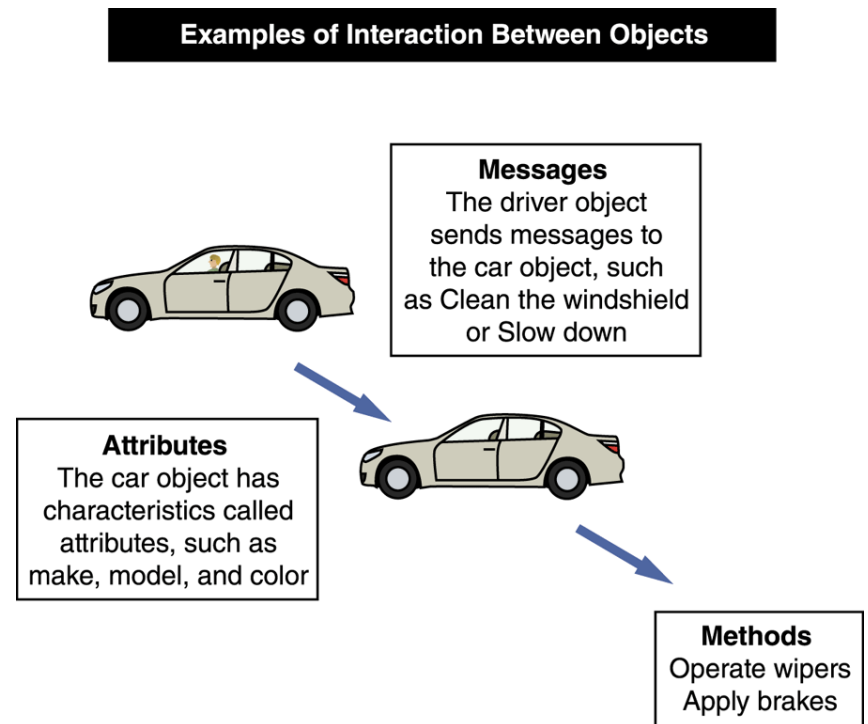 Examples of Interaction Between Objects
Messages
The driver object
sends messages to
the car object, such
as Clean the windshield
or Slow down
Attributes
The car object has
characteristics called
attributes, such as
make, model, and color
Methods
Operate wipers
Apply brakes